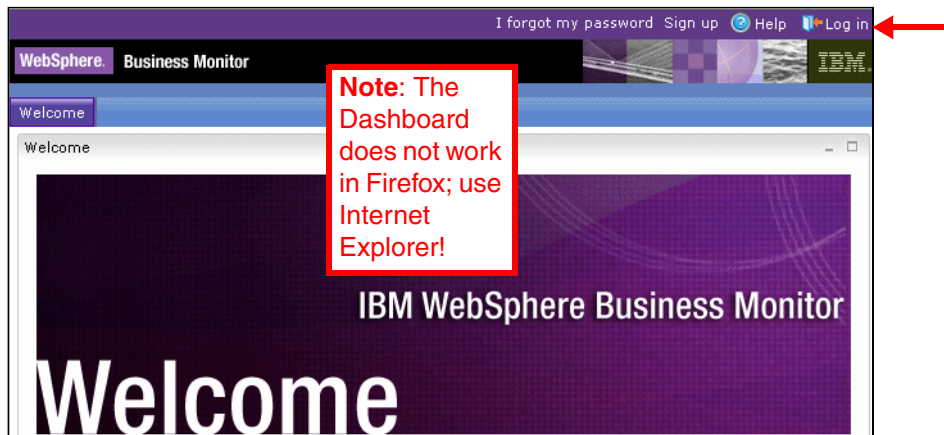 I forgot my password Sign up Help Log in
WebSphere. Business Monitor
IBM.
Welcome
Welcome
Note: The
Dashboard
does not work
in Firefox; use
Internet
Explorer!
IBM WebSphere Business Monitor
Welcome